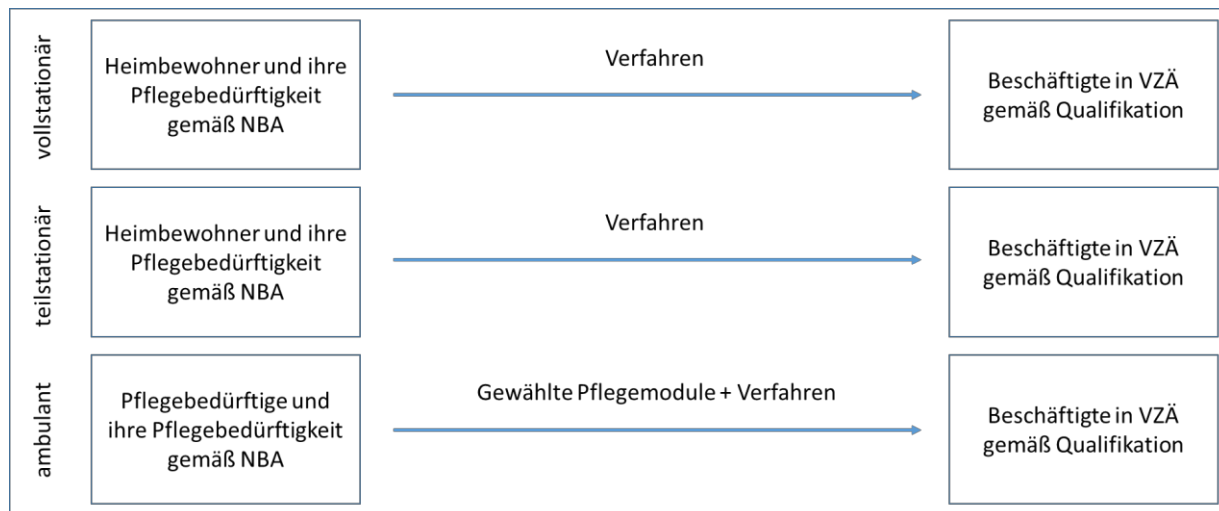 vollstationär
Heimbewohner und ihre
Pflegebedürftigkeit
gemäß NBA
Verfahren
Beschäftigte in VZÄ
gemäß Qualifikation
teilstationär
Heimbewohner und ihre
Pflegebedürftigkeit
gemäß NBA
Verfahren
Beschäftigte in VZÄ
gemäß Qualifikation
ambulant
Pflegebedürftige und
ihre Pflegebedürftigkeit
gemäß NBA
Gewählte Pflegemodule + Verfahren
Beschäftigte in VZÄ
gemäß Qualifikation